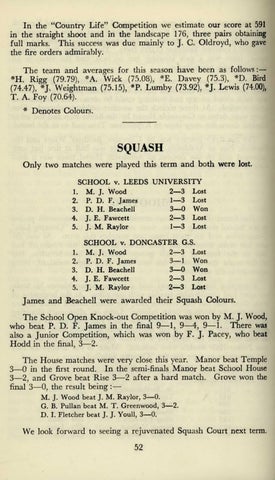 In the "Country Life" Competition we estimate our score at 591
in the straight shoot and in the landscape 176, three pairs obtaining
full marks. This success was due mainly to J. C. Oldroyd, who gave
the fire orders admirably.
The team and averages for this season have been as follows :—
*H. Rigg (79.79), *A. Wick (75.08), *E. Davey (75.3), *D. Bird
(74.47), *J. Weightman (75.15), *P. Lumby (73.92), *J. Lewis (74.00),
T. A. Foy (70.64).
* Denotes Colours.
SQUASH
Only two matches were played this term and both were lost.
SCHOOL v. LEEDS UNIVERSITY
1. M. J. Wood 2—3 Lost
2. P. D. F. James 1—3 Lost
3. D. H. Beachell 3—0 Won
4. J. E. Fawcett 2—3 Lost
5. J. M. Raylor 1—3 Lost
SCHOOL v. DONCASTER G.S.
1. M. J. Wood 2—3 Lost
2. P. D. F. James 3—1 Won
3. D. H. Beachell 3—0 Won
4. J. E. Fawcett 2—3 Lost
5. J. M. Raylor 2—3 Lost
James and Beachell were awarded their Squash Colours.
The School Open Knock-out Competition was won by M. J. Wood,
who beat P. D. F. James in the final 9—1, 9—4, 9—1. There was
also a Junior Competition, which was won by F. J. Pacey, who beat
Hodd in the final, 3—2.
The House matches were very close this year. Manor beat Temple
3—0 in the first round. In the semi-finals Manor beat School House
3—2, and Grove beat Rise 3—2 after a hard match. Grove won the
final 3—0, the result being :—
M. J. Wood beat J. M. Raylor, 3—0.
G. B. Pullan beat M. T. Greenwood, 3—2.
D. I. Fletcher beat J. J. Youll, 3—0.
We look forward to seeing a rejuvenated Squash Court next term.
52